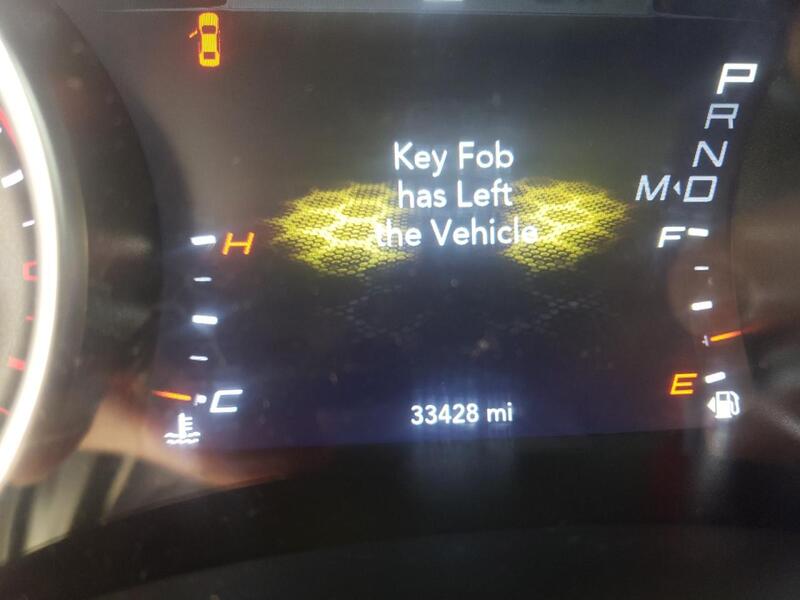 P
R
Key Fob
N
has Left
M D
the Vehicle
F
H
E
C
33428 mi